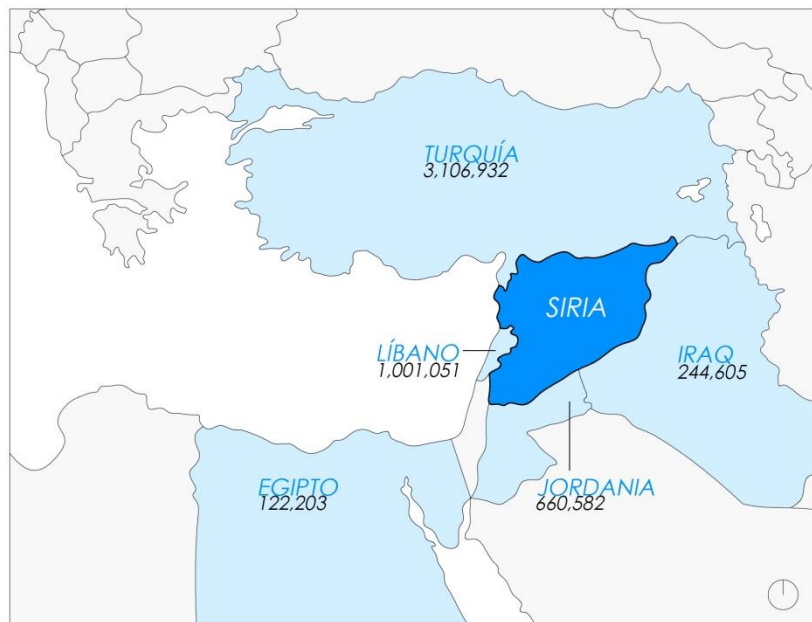 TURQUÍA
3,106,932
SIRIA
LÍBANO
1,001,051
IRAQ
244,605
EGIPTO
122,203
JORDANIA
660,582